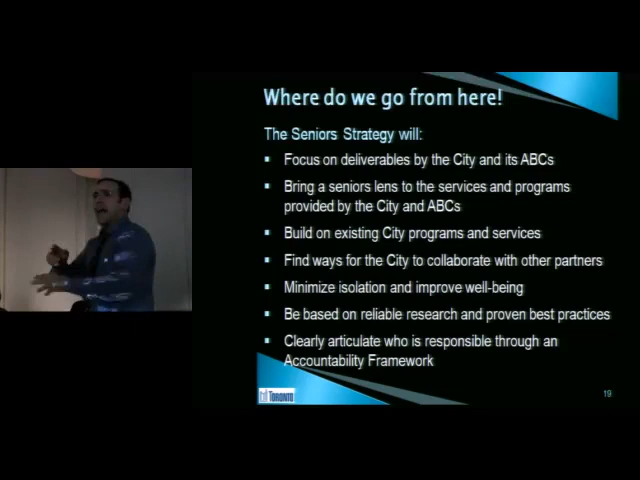 Where do we go from here!
The Seniors Strategy will:
Focus on deliverables by the City and its ABCs
Bring a seniors lens to the services and programs
provided by the City and ABCs
Build on existing City programs and services
Find ways for the City to collaborate with other partners
Minimize isolation and improve well-being
Be based on reliable research and proven best practices
Clearly articulate who is responsible through an
Accountability Framework
TORONTO
19